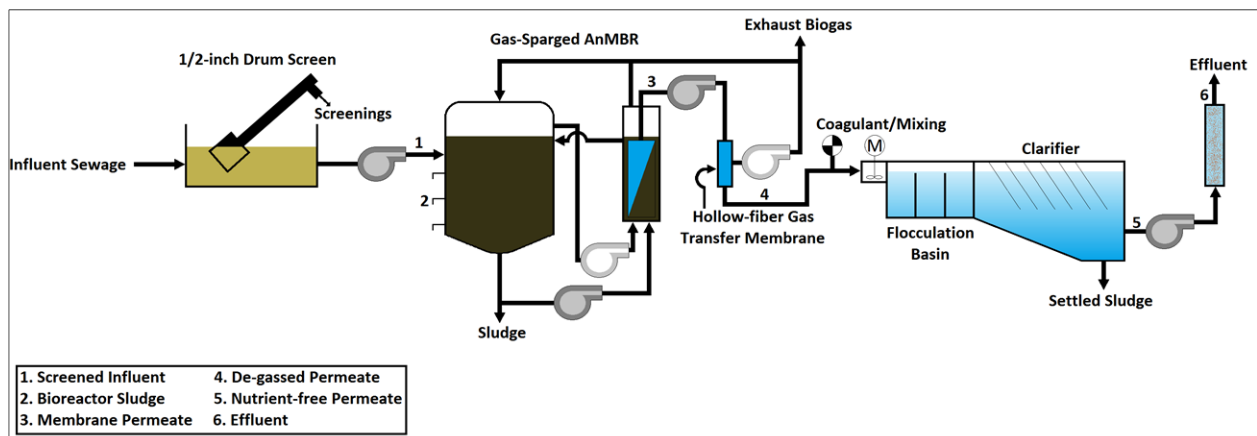 Exhaust Biogas
Gas-Sparged AnMBR
1/2-inch Drum Screen
Screenings
Influent Sewage
1
2
3
4
Hollow-fiber Gas
Transfer Membrane
Coagulant/Mixing
M
Clarifier
Flocculation
Basin
5
6
Effluent
Settled Sludge
Sludge
1. Screened Influent
2. Bioreactor Sludge
3. Membrane Permeate
4. De-gassed Permeate
5. Nutrient-free Permeate
6. Effluent